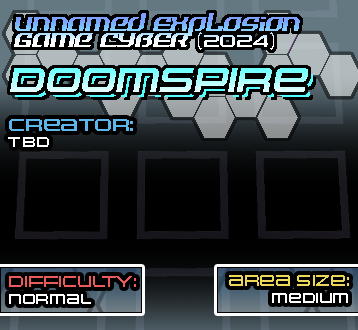 UNNAMED EXPLOSION
GAME CYBER (2024)
DOOMSPIRE
CREATOR:
TBD
DIFFICULTY:
NORMAL
AREA SIZE:
MEDIUM